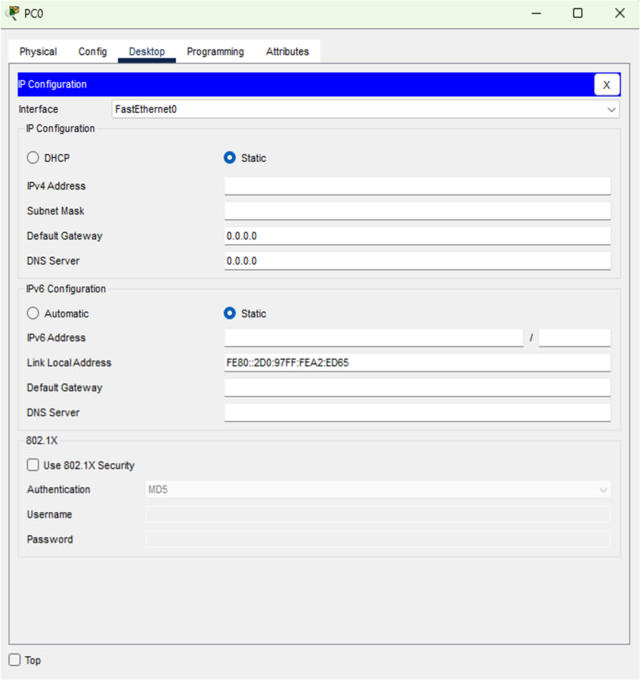 PC0
Physical Config Desktop Programming Attributes
IP Configuration X
Interface FastEthernet0
IP Configuration
DHCP Static
IPv4 Address
Subnet Mask
Default Gateway 0.0.0.0
DNS Server 0.0.0.0
IPv6 Configuration
Automatic Static
IPv6 Address /
Link Local Address FE80::2D0:97FF:FEA2:ED65
Default Gateway
DNS Server
802.1X
Use 802.1X Security
Authentication MD5
Username
Password
Top